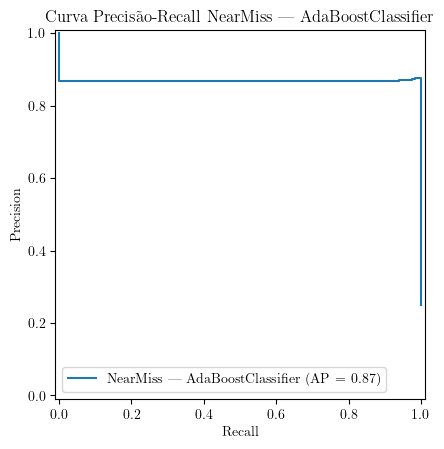 Curva Precisão-Recall NearMiss — AdaBoostClassifier
1.0
0.8
0.6
0.4
0.2
0.0
Precision
NearMiss — AdaBoostClassifier (AP = 0.87)
0.0 0.2 0.4 0.6 0.8 1.0
Recall